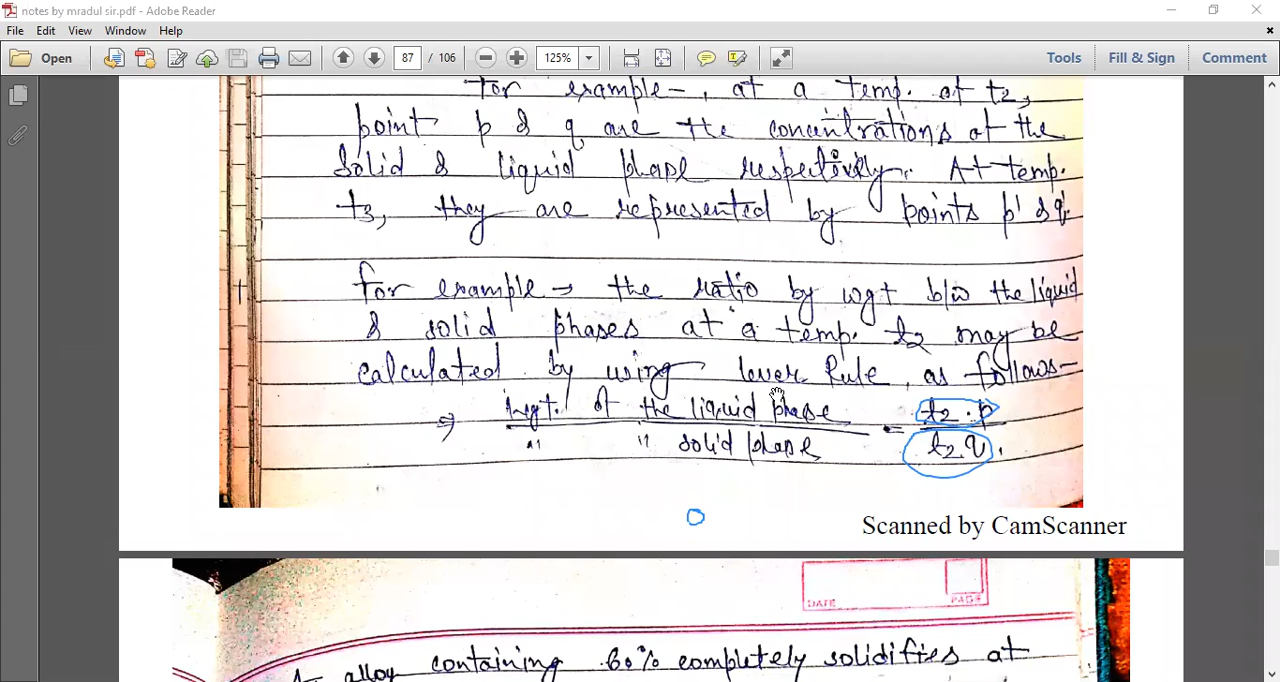 notes by mradul sir.pdf - Adobe Reader
File Edit View Window Help
Open 87 / 106 125% Tools Fill & Sign Comment
for example-, at a temp. at t2,
point p & q are the concentrations at the
Solid & liquid phase respectively. At temp.
t3, they are represented by points p' & q'.
for example → the ratio by wgt b/w the liquid
& solid phases at a temp. t2 may be
calculated by using lever Rule, as follows-
⇒ wgt. of the liquid phase = t2.p
" " solid phase t2.q.
Scanned by CamScanner
DATE PAGE
alloy containing 60% completely solidifies at